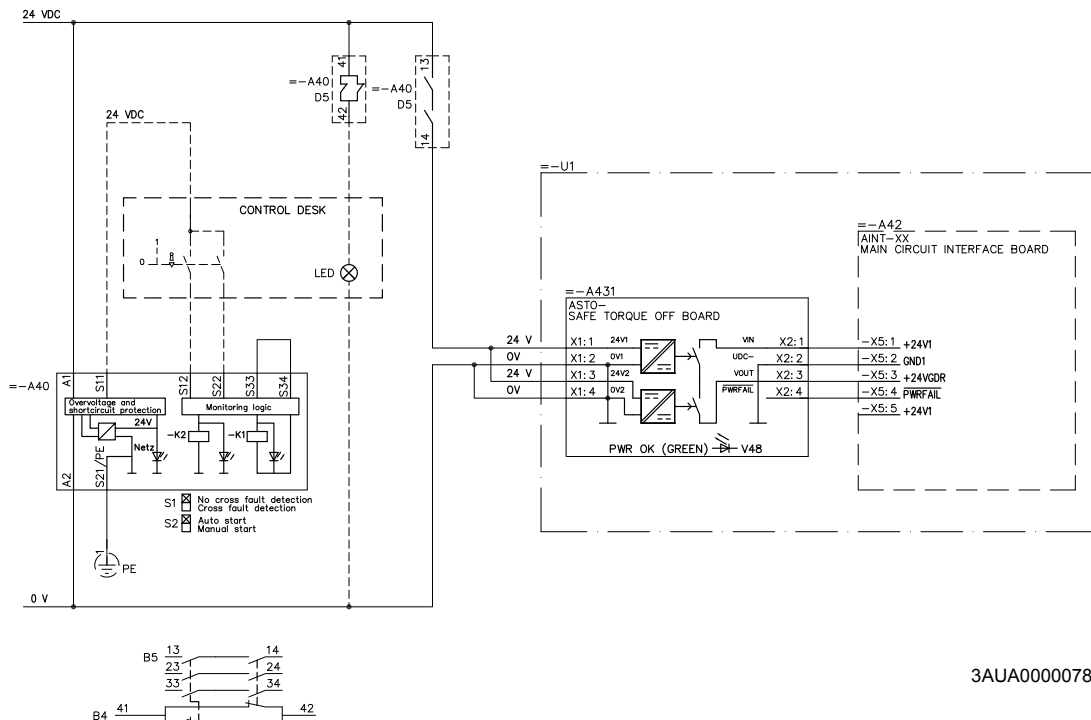 24 VDC
41
=-A40
D5
42
13
=-A40
D5
14
24 VDC
CONTROL DESK
1
0
LED
=-U1
=-A42
AINT-XX
MAIN CIRCUIT INTERFACE BOARD
=-A431
ASTO-
SAFE TORQUE OFF BOARD
24 V X1:1 24V1 VIN X2:1 -X5:1 +24V1
0V X1:2 0V1 UDC- X2:2 -X5:2 GND1
24 V X1:3 24V2 VOUT X2:3 -X5:3 +24VGDR
0V X1:4 0V2 PWRFAIL X2:4 -X5:4 PWRFAIL
-X5:5 +24V1
PWR OK (GREEN) V48
=-A40
A1 S11 S12 S22 S33 S34
Overvoltage and
shortcircuit protection
Monitoring logic
24V
Netz
-K2
-K1
A2 S21/PE
S1 No cross fault detection
Cross fault detection
S2 Auto start
Manual start
1
PE
0 V
B5 13 14
23 24
33 34
B4 41 42
3AUA0000078